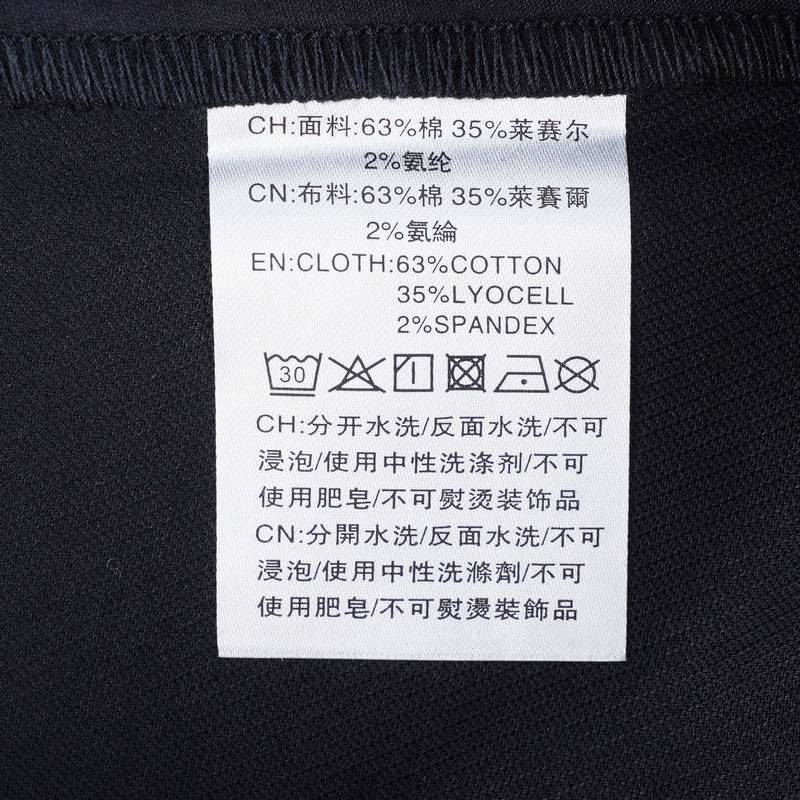 CH:面料:63%棉 35%莱赛尔
2%氨纶
CN:布料:63%棉 35%萊賽爾
2%氨綸
EN:CLOTH:63%COTTON
35%LYOCELL
2%SPANDEX
30
CH:分开水洗/反面水洗/不可
浸泡/使用中性洗涤剂/不可
使用肥皂/不可熨烫装饰品
CN:分開水洗/反面水洗/不可
浸泡/使用中性洗滌劑/不可
使用肥皂/不可熨燙裝飾品